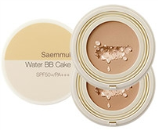 Saemmul
Water BB Cake
SPF50+ PA+++